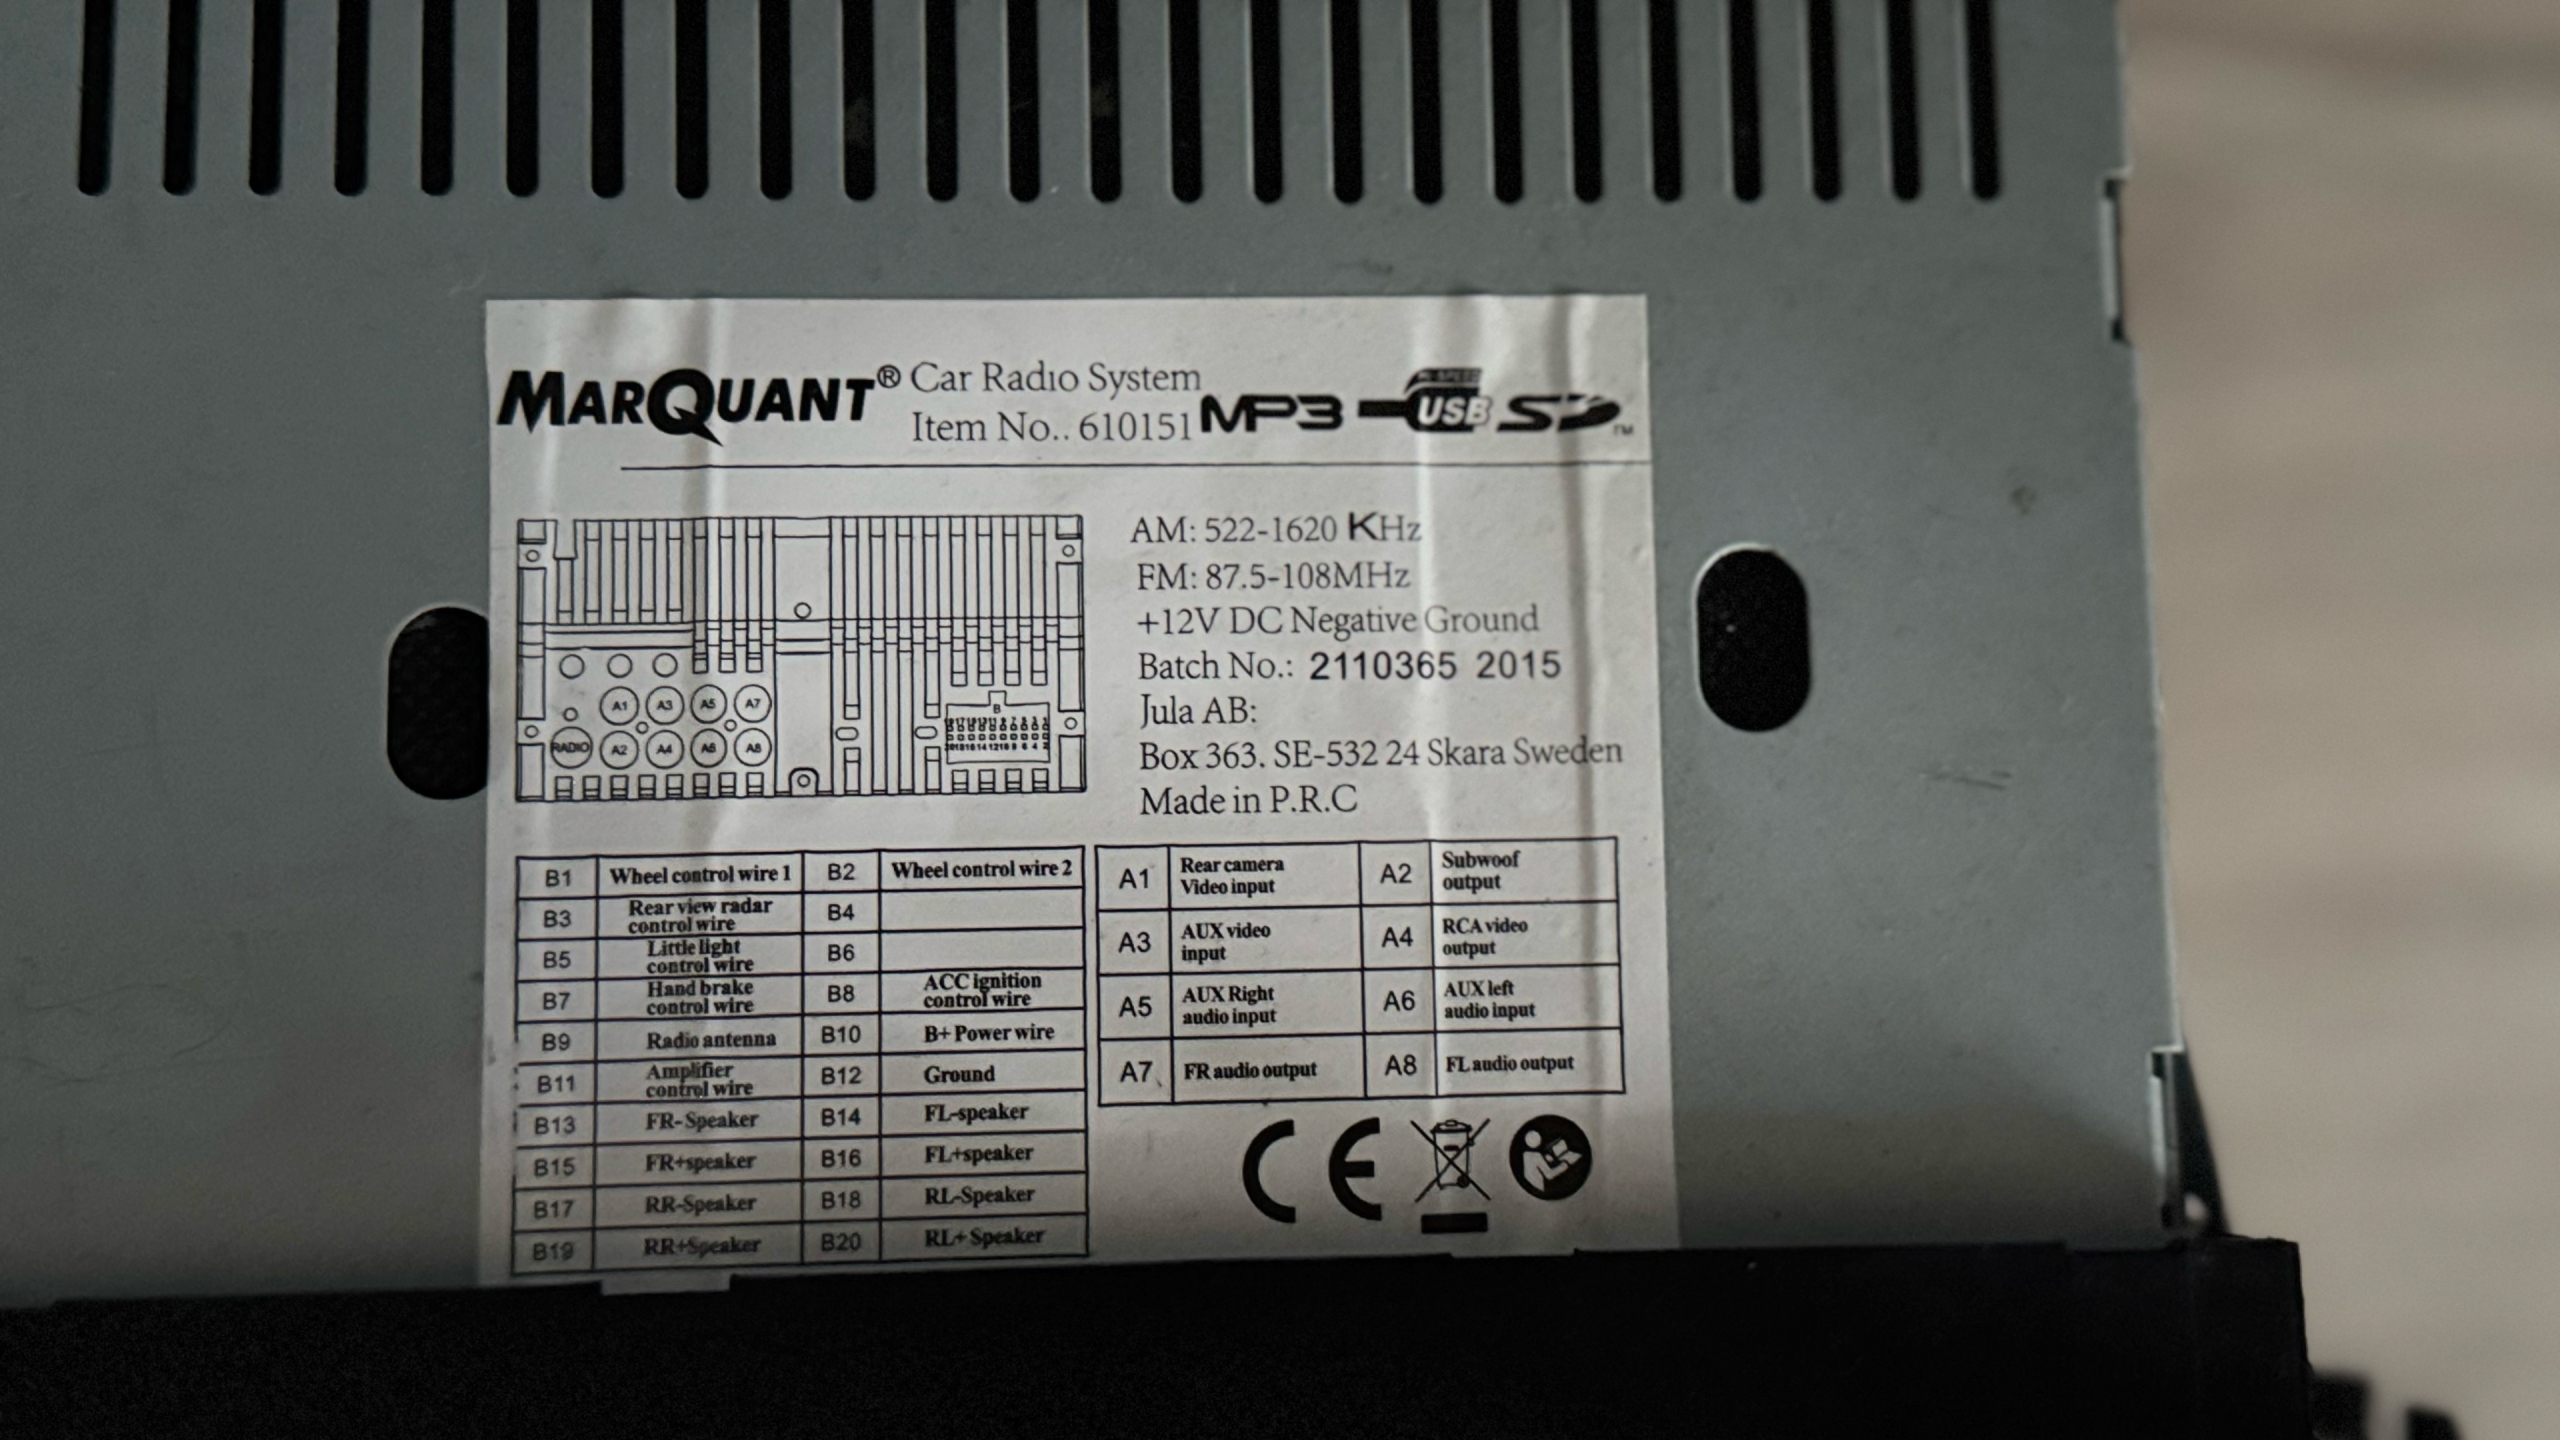 MARQUANT® Car Radio System
Item No.. 610151
MP3 USB SD™
AM: 522-1620 KHz
FM: 87.5-108MHz
+12V DC Negative Ground
Batch No.: 2110365 2015
Jula AB:
Box 363. SE-532 24 Skara Sweden
Made in P.R.C
A1 A3 A5 A7
RADIO A2 A4 A6 A8
B
B1 Wheel control wire 1 B2 Wheel control wire 2
B3 Rear view radar control wire B4
B5 Little light control wire B6
B7 Hand brake control wire B8 ACC ignition control wire
B9 Radio antenna B10 B+ Power wire
B11 Amplifier control wire B12 Ground
B13 FR-Speaker B14 FL-speaker
B15 FR+speaker B16 FL+speaker
B17 RR-Speaker B18 RL-Speaker
B19 RR+Speaker B20 RL+ Speaker
A1 Rear camera Video input A2 Subwoof output
A3 AUX video input A4 RCA video output
A5 AUX Right audio input A6 AUX left audio input
A7 FR audio output A8 FL audio output
CE